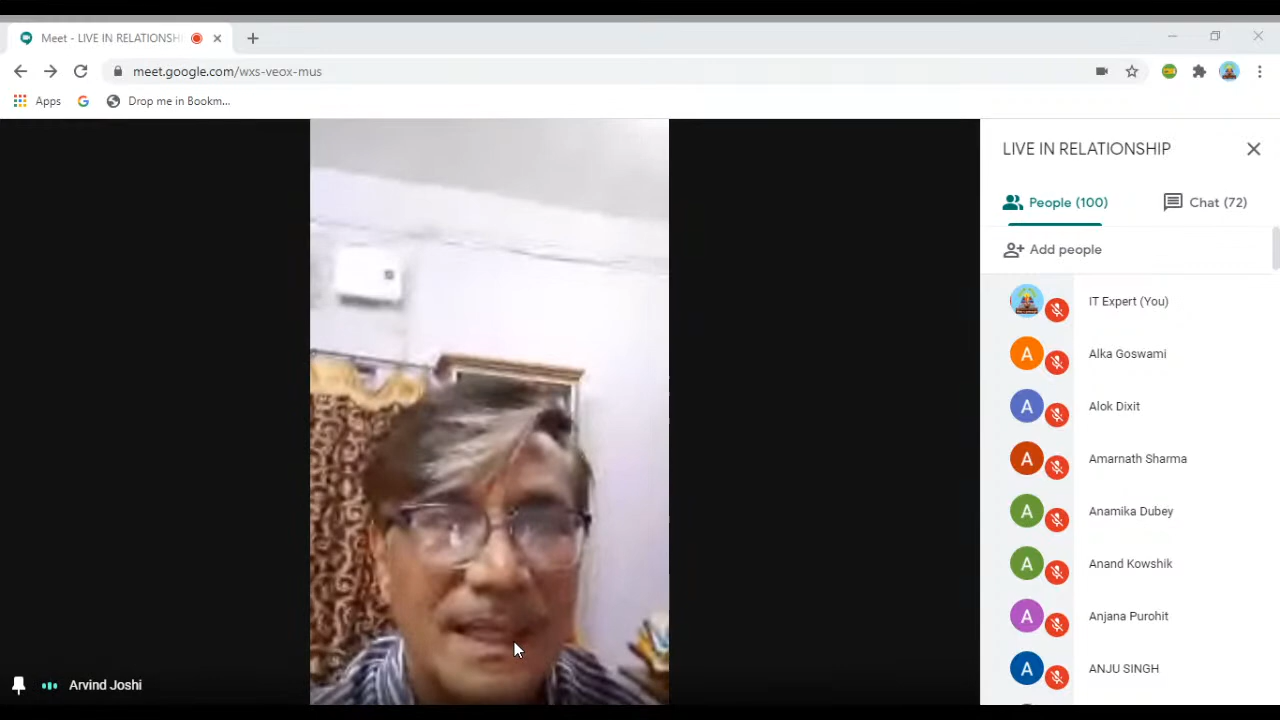 Meet - LIVE IN RELATIONSH
meet.google.com/wxs-veox-mus
Apps
Drop me in Bookm...
LIVE IN RELATIONSHIP
People (100)
Chat (72)
Add people
IT Expert (You)
A Alka Goswami
A Alok Dixit
A Amarnath Sharma
A Anamika Dubey
A Anand Kowshik
A Anjana Purohit
A ANJU SINGH
Arvind Joshi